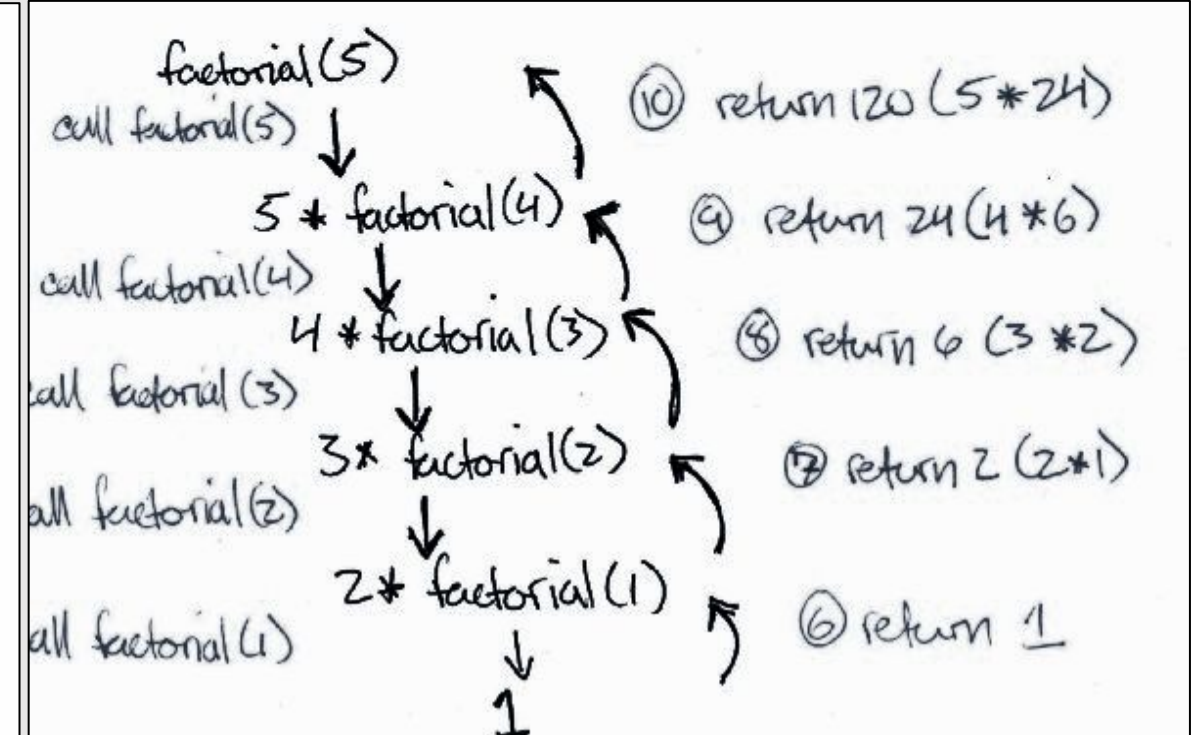 factorial(5)
⑩ return 120 (5*24)
call factorial(5)
5 * factorial(4)
⑨ return 24 (4*6)
call factorial(4)
4 * factorial(3)
⑧ return 6 (3*2)
call factorial(3)
3* factorial(2)
⑦ return 2 (2*1)
all factorial(2)
2* factorial(1)
⑥ return 1
all factorial(1)
1